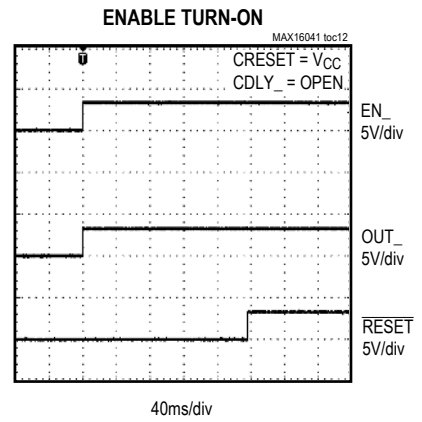 ENABLE TURN-ON
MAX16041 toc12
T
CRESET = VCC
CDLY_ = OPEN
EN_
5V/div
OUT_
5V/div
RESET
5V/div
40ms/div